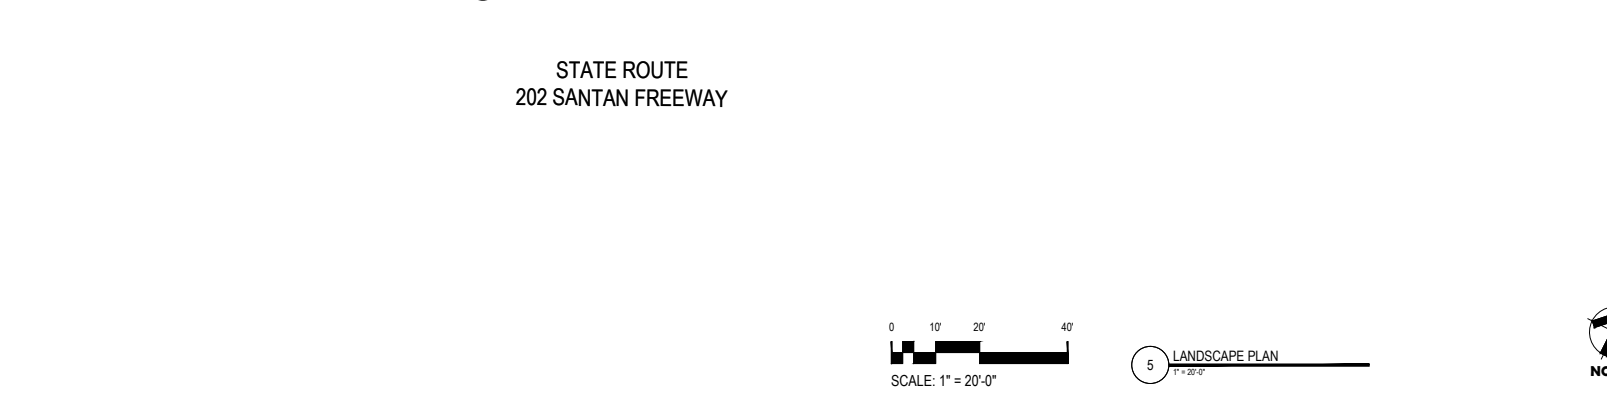 STATE ROUTE
202 SANTAN FREEWAY
0 10' 20' 40'
SCALE: 1" = 20'-0"
5 LANDSCAPE PLAN
1" = 20'-0"